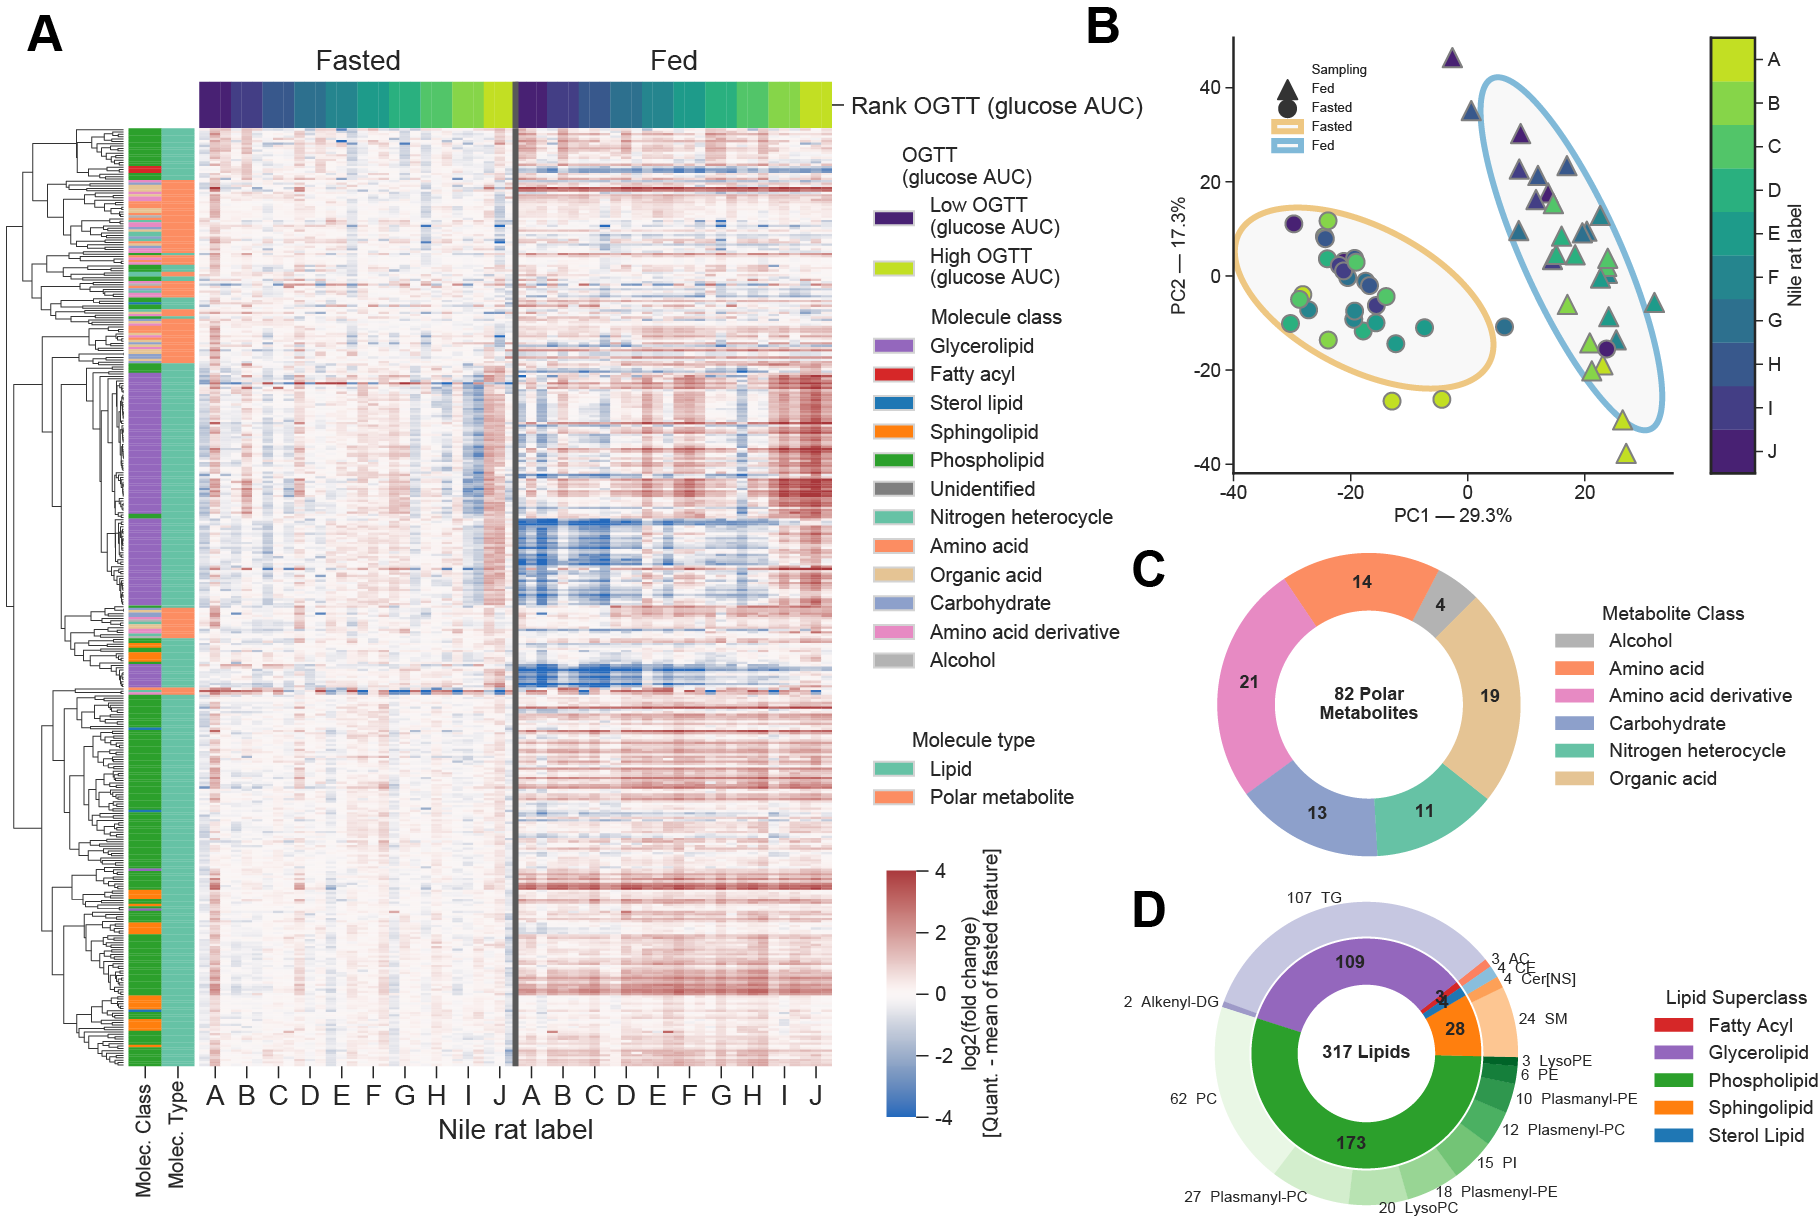 A
Fasted
Fed
Rank OGTT (glucose AUC)
OGTT
(glucose AUC)
Low OGTT
(glucose AUC)
High OGTT
(glucose AUC)
Molecule class
Glycerolipid
Fatty acyl
Sterol lipid
Sphingolipid
Phospholipid
Unidentified
Nitrogen heterocycle
Amino acid
Organic acid
Carbohydrate
Amino acid derivative
Alcohol
Molecule type
Lipid
Polar metabolite
4
2
0
-2
-4
log2(fold change)
[Quant. - mean of fasted feature]
Molec. Class
Molec. Type
A B C D E F G H I J A B C D E F G H I J
Nile rat label
B
Sampling
Fed
Fasted
Fasted
Fed
40
20
0
-20
-40
PC2 — 17.3%
-40 -20 0 20
PC1 — 29.3%
A
B
C
D
E
F
G
H
I
J
Nile rat label
C
14
4
19
11
13
21
82 Polar
Metabolites
Metabolite Class
Alcohol
Amino acid
Amino acid derivative
Carbohydrate
Nitrogen heterocycle
Organic acid
D
107 TG
3 AC
4 CE
4 Cer[NS]
24 SM
3 LysoPE
6 PE
10 Plasmanyl-PE
12 Plasmenyl-PC
15 PI
18 Plasmenyl-PE
20 LysoPC
27 Plasmanyl-PC
62 PC
2 Alkenyl-DG
109
3
4
28
173
317 Lipids
Lipid Superclass
Fatty Acyl
Glycerolipid
Phospholipid
Sphingolipid
Sterol Lipid